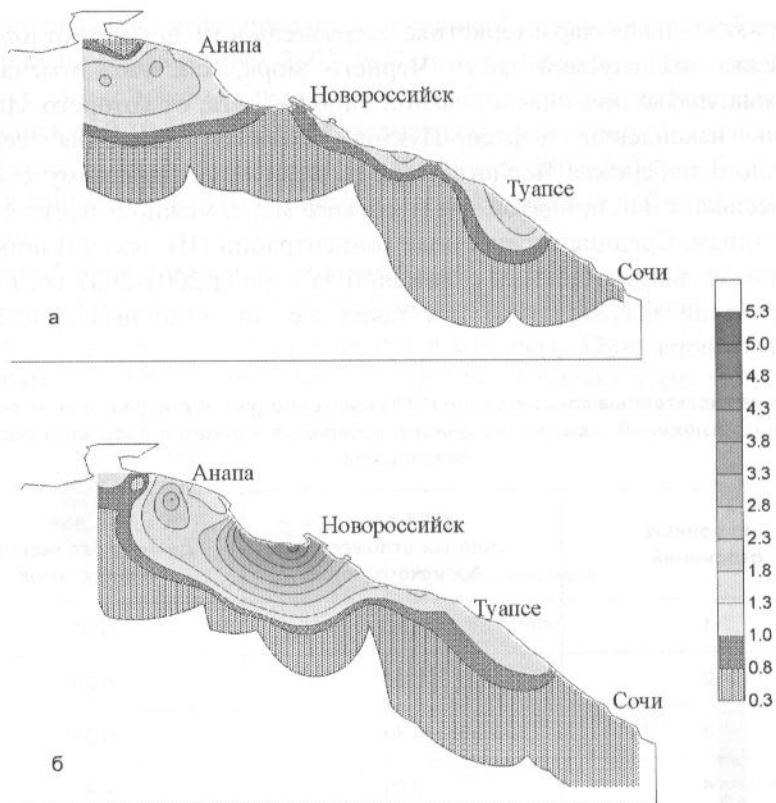 Анапа
Новороссийск
Туапсе
Сочи
а
5.3
5.0
4.8
4.3
3.8
3.3
2.8
2.3
1.8
1.3
1.0
0.8
0.3
Анапа
Новороссийск
Туапсе
Сочи
б